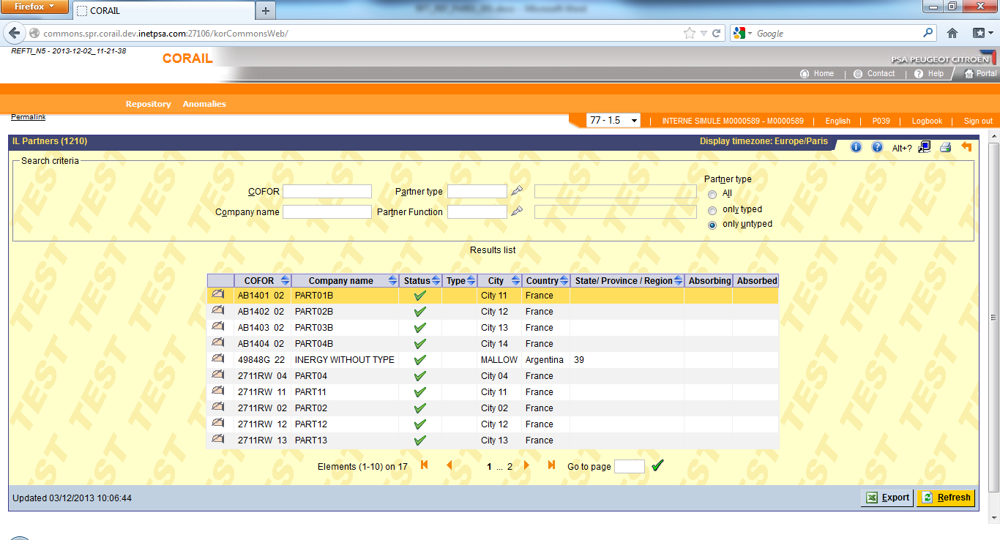 Firefox
CORAIL
commons.spr.corail.dev.inetpsa.com:27106/korCommonsWeb/
Google
REFTI_N5 - 2013-12-02_11-21-38
CORAIL
PSA PEUGEOT CITROËN
Home | Contact | Help Portal
Repository Anomalies
Permalink
77 - 1.5 | INTERNE SIMULE M0000589 - M0000589 | English | P039 | Logbook | Sign out
IL Partners (1210) Display timezone: Europe/Paris Alt+?
Search criteria
Partner type
COFOR Partner type All
Company name Partner Function only typed
only untyped
Results list
COFOR Company name Status Type City Country State/ Province / Region Absorbing Absorbed
AB1401 02 PART01B City 11 France
AB1402 02 PART02B City 12 France
AB1403 02 PART03B City 13 France
AB1404 02 PART04B City 14 France
49848G 22 INERGY WITHOUT TYPE MALLOW Argentina 39
2711RW 04 PART04 City 04 France
2711RW 11 PART11 City 11 France
2711RW 02 PART02 City 02 France
2711RW 12 PART12 City 12 France
2711RW 13 PART13 City 13 France
Elements (1-10) on 17 1 ... 2 Go to page
Updated 03/12/2013 10:06:44 Export Refresh
TEST